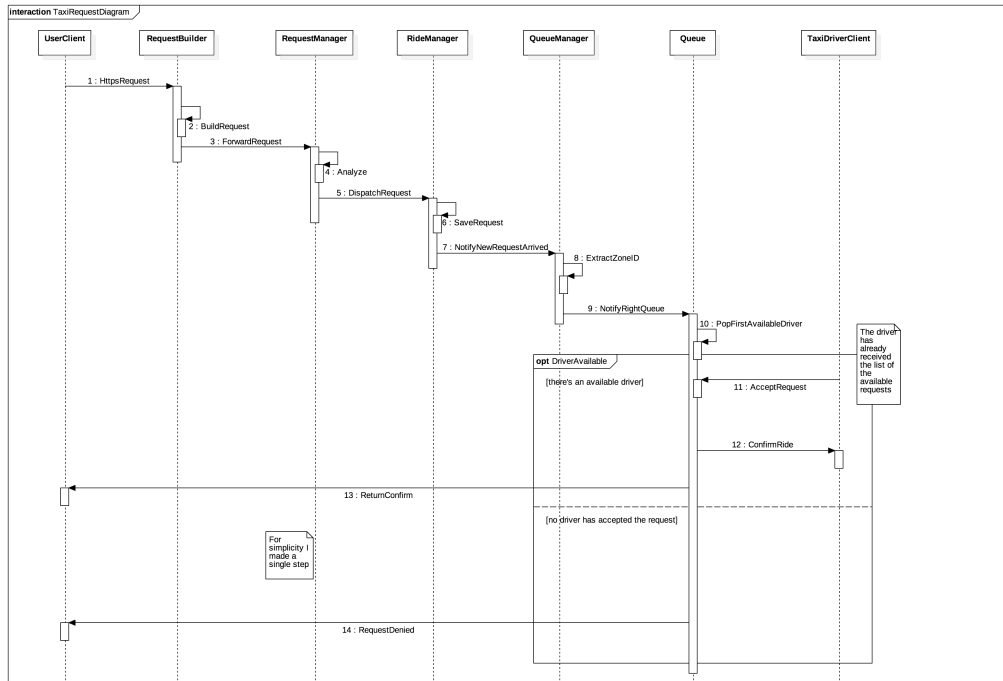 interaction TaxiRequestDiagram
UserClient
RequestBuilder
RequestManager
RideManager
QueueManager
Queue
TaxiDriverClient
1 : HttpsRequest
2 : BuildRequest
3 : ForwardRequest
4 : Analyze
5 : DispatchRequest
6 : SaveRequest
7 : NotifyNewRequestArrived
8 : ExtractZoneID
9 : NotifyRightQueue
10 : PopFirstAvailableDriver
The driver
has
already
received
the list of
the
available
requests
opt DriverAvailable
[there's an available driver]
11 : AcceptRequest
12 : ConfirmRide
13 : ReturnConfirm
[no driver has accepted the request]
For
simplicity I
made a
single step
14 : RequestDenied